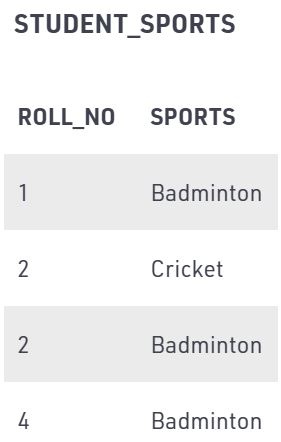 STUDENT_SPORTS
ROLL_NO SPORTS
1 Badminton
2 Cricket
2 Badminton
4 Badminton